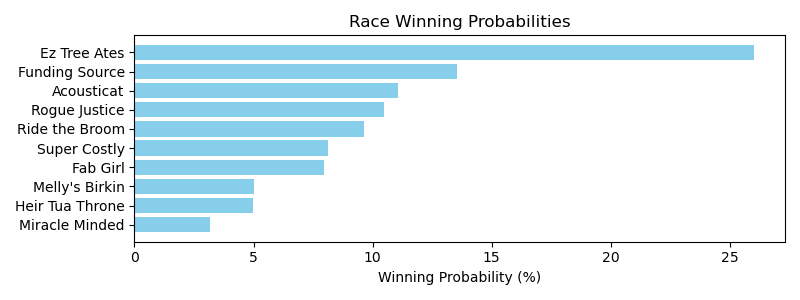 Race Winning Probabilities
Ez Tree Ates
Funding Source
Acousticat
Rogue Justice
Ride the Broom
Super Costly
Fab Girl
Melly's Birkin
Heir Tua Throne
Miracle Minded
0 5 10 15 20 25
Winning Probability (%)